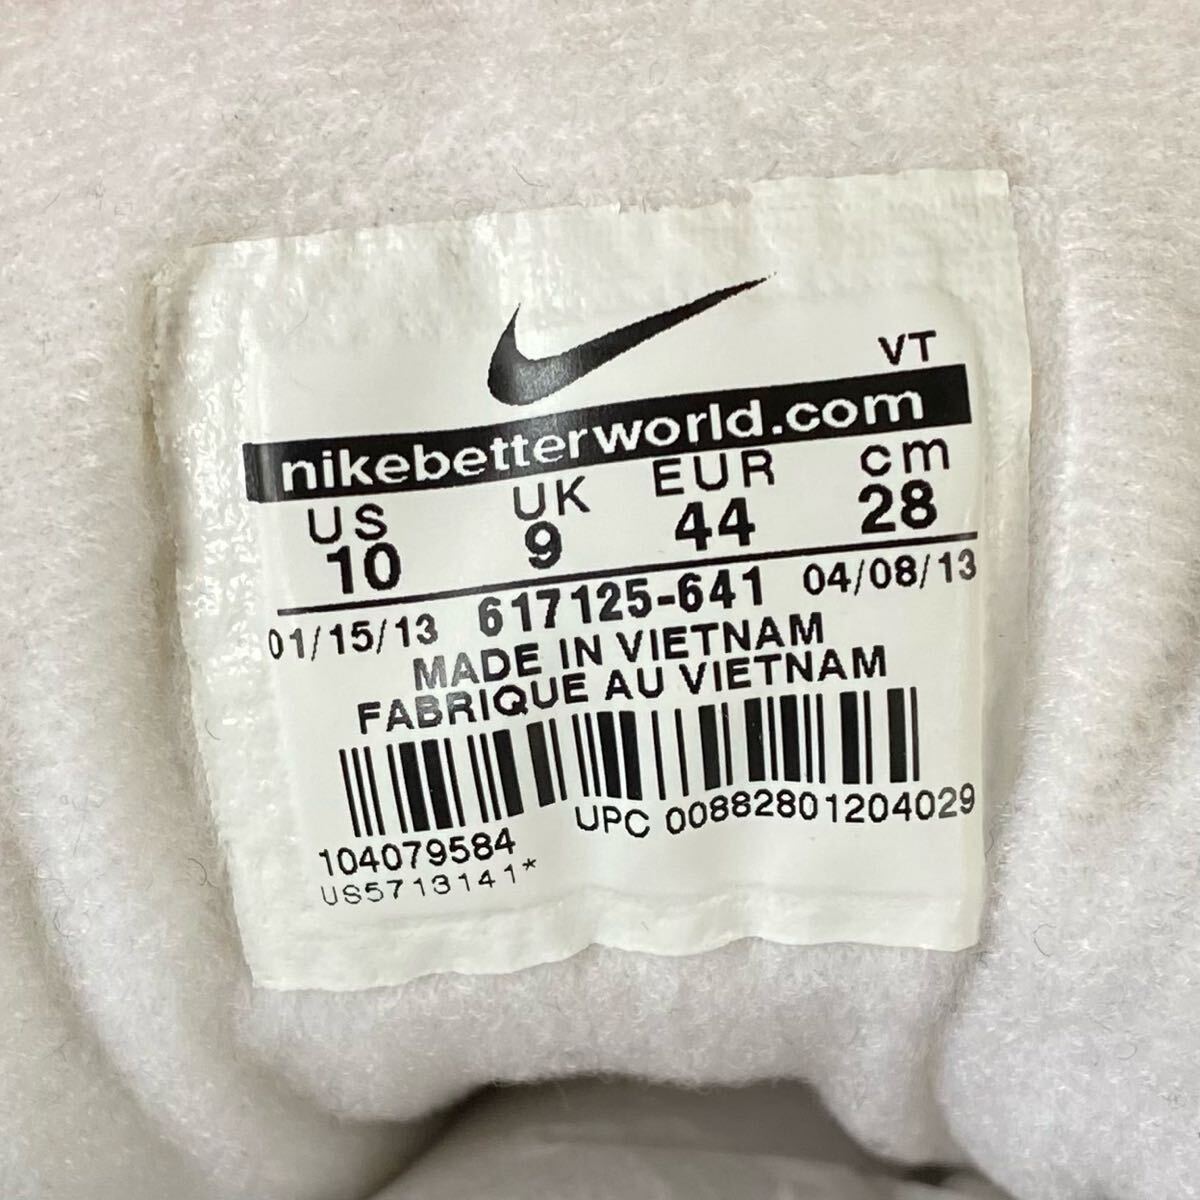 VT
nikebetterworld.com
US UK EUR cm
10 9 44 28
01/15/13 617125-641 04/08/13
MADE IN VIETNAM
FABRIQUE AU VIETNAM
104079584 UPC 00882801204029
US5713141*